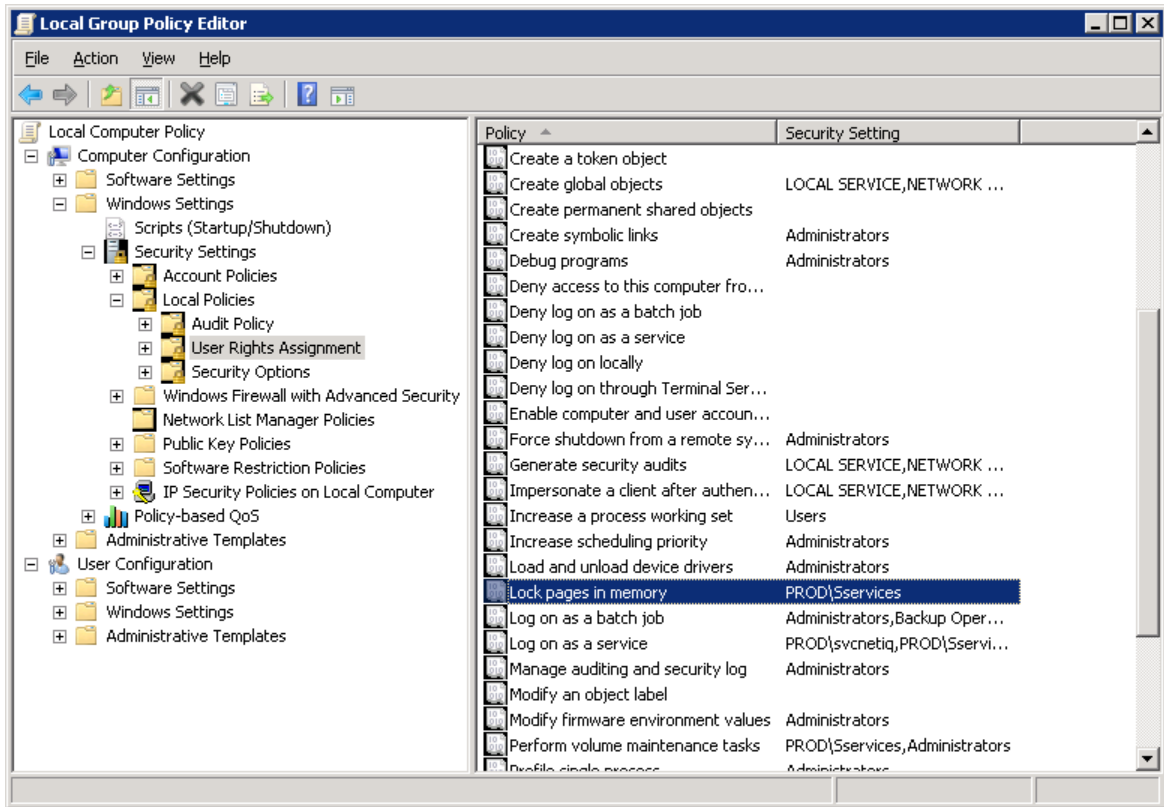 Local Group Policy Editor
File Action View Help
Local Computer Policy
Computer Configuration
Software Settings
Windows Settings
Scripts (Startup/Shutdown)
Security Settings
Account Policies
Local Policies
Audit Policy
User Rights Assignment
Security Options
Windows Firewall with Advanced Security
Network List Manager Policies
Public Key Policies
Software Restriction Policies
IP Security Policies on Local Computer
Policy-based QoS
Administrative Templates
User Configuration
Software Settings
Windows Settings
Administrative Templates
Policy Security Setting
Create a token object
Create global objects LOCAL SERVICE,NETWORK ...
Create permanent shared objects
Create symbolic links Administrators
Debug programs Administrators
Deny access to this computer fro...
Deny log on as a batch job
Deny log on as a service
Deny log on locally
Deny log on through Terminal Ser...
Enable computer and user accoun...
Force shutdown from a remote sy... Administrators
Generate security audits LOCAL SERVICE,NETWORK ...
Impersonate a client after authen... LOCAL SERVICE,NETWORK ...
Increase a process working set Users
Increase scheduling priority Administrators
Load and unload device drivers Administrators
Lock pages in memory PROD\Sservices
Log on as a batch job Administrators,Backup Oper...
Log on as a service PROD\svcnetiq,PROD\Sservi...
Manage auditing and security log Administrators
Modify an object label
Modify firmware environment values Administrators
Perform volume maintenance tasks PROD\Sservices,Administrators
Profile single process Administrators